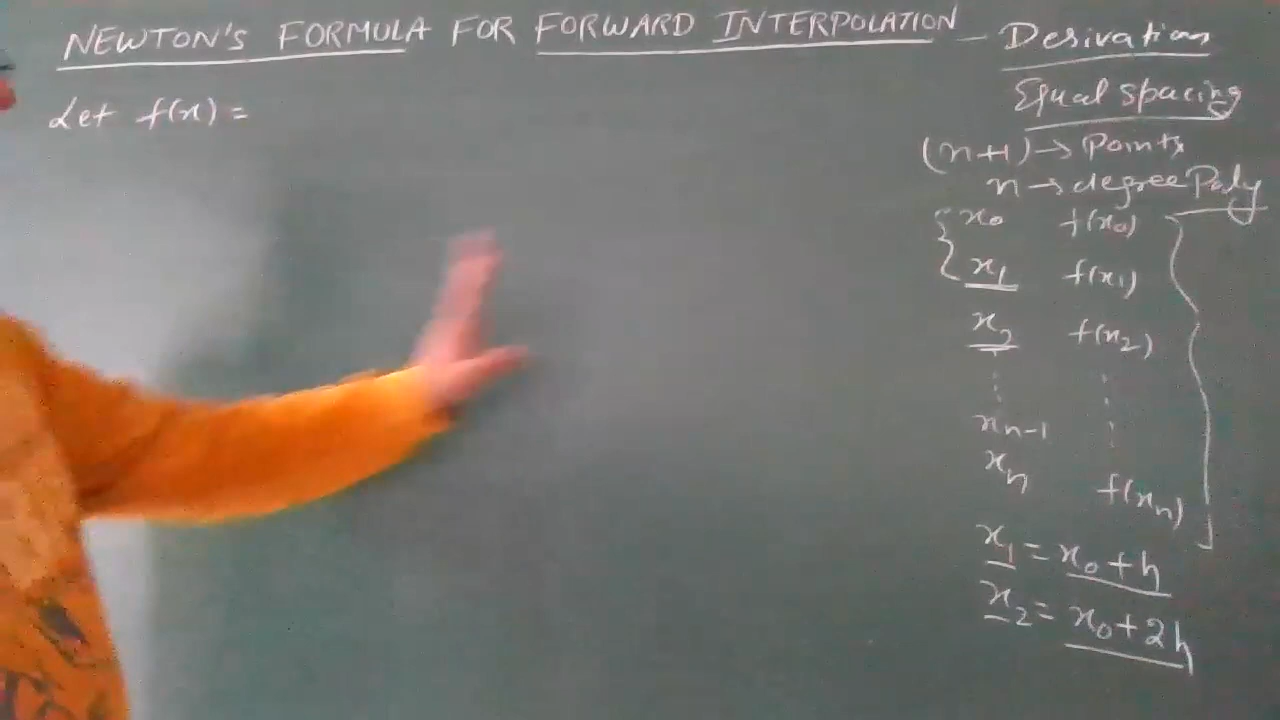 NEWTON'S FORMULA FOR FORWARD INTERPOLATION - Derivation
Equal spacing
Let f(x) =
(n+1) → Points
n → degree Poly
x₀ f(x₀)
x₁ f(x₁)
x₂ f(x₂)
⋮ ⋮
xₙ₋₁ ⋮
xₙ f(xₙ)
x₁ = x₀ + h
x₂ = x₀ + 2h